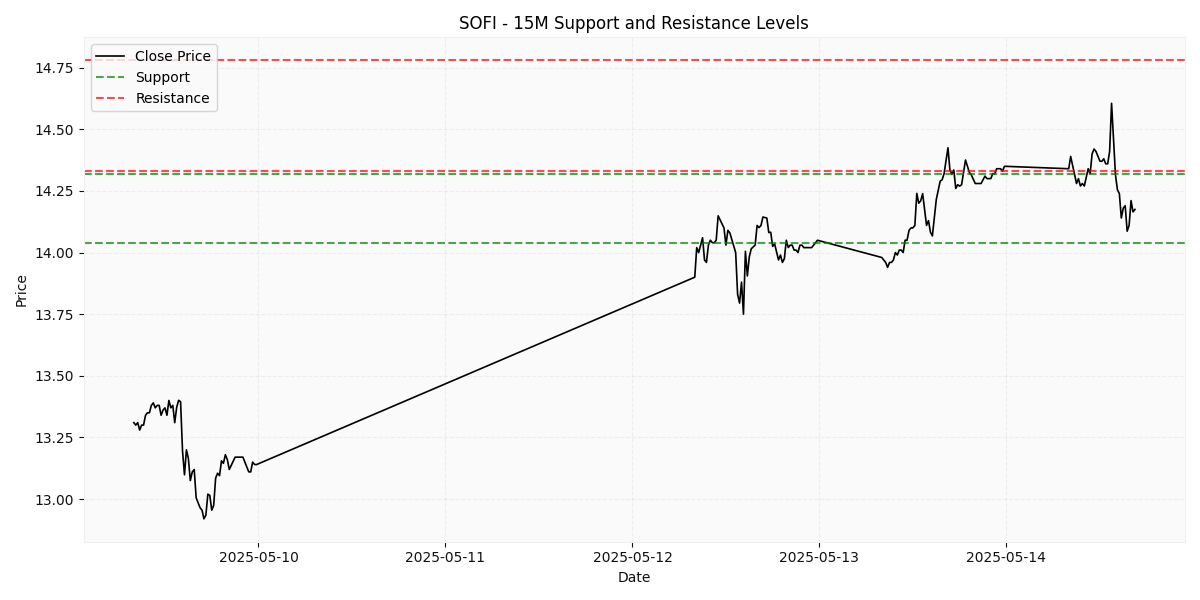 SOFI - 15M Support and Resistance Levels
Close Price
Support
Resistance
14.75
14.50
14.25
14.00
13.75
13.50
13.25
13.00
Price
2025-05-10
2025-05-11
2025-05-12
2025-05-13
2025-05-14
Date